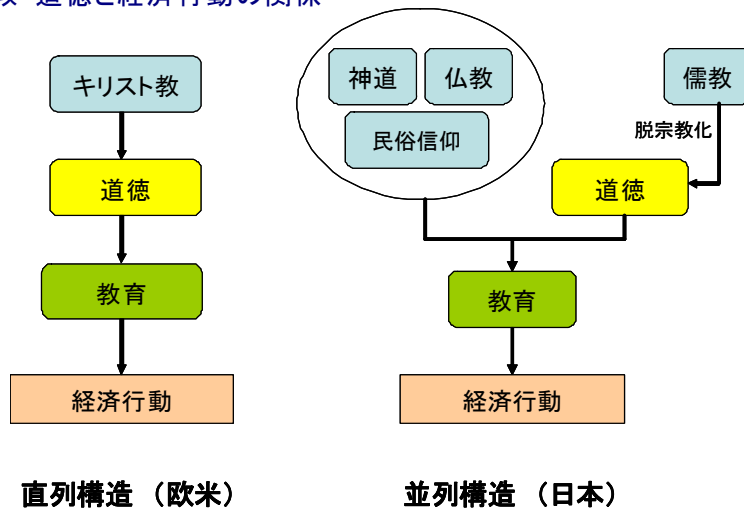 道徳と経済行動の関係
キリスト教
道徳
教育
経済行動
直列構造 （欧米）
神道
仏教
民俗信仰
儒教
脱宗教化
道徳
教育
経済行動
並列構造 （日本）